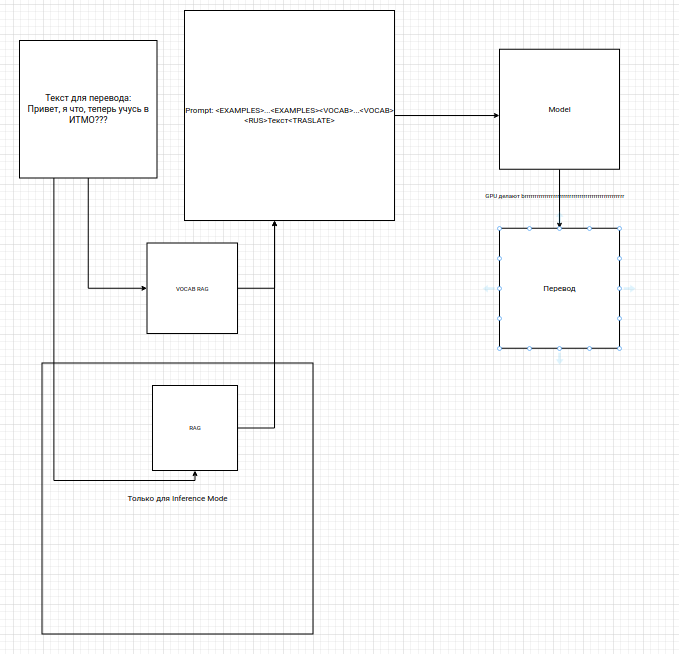 Текст для перевода:
Привет, я что, теперь учусь в
ИТМО???
Prompt: <EXAMPLES>...<EXAMPLES><VOCAB>...<VOCAB>
<RUS>Текст<TRASLATE>
Model
GPU делают
Перевод
VOCAB RAG
RAG
Только для Inference Mode